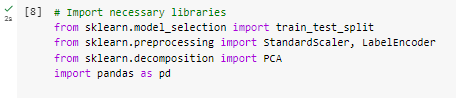 [8] # Import necessary libraries
from sklearn.model_selection import train_test_split
from sklearn.preprocessing import StandardScaler, LabelEncoder
from sklearn.decomposition import PCA
import pandas as pd
2s